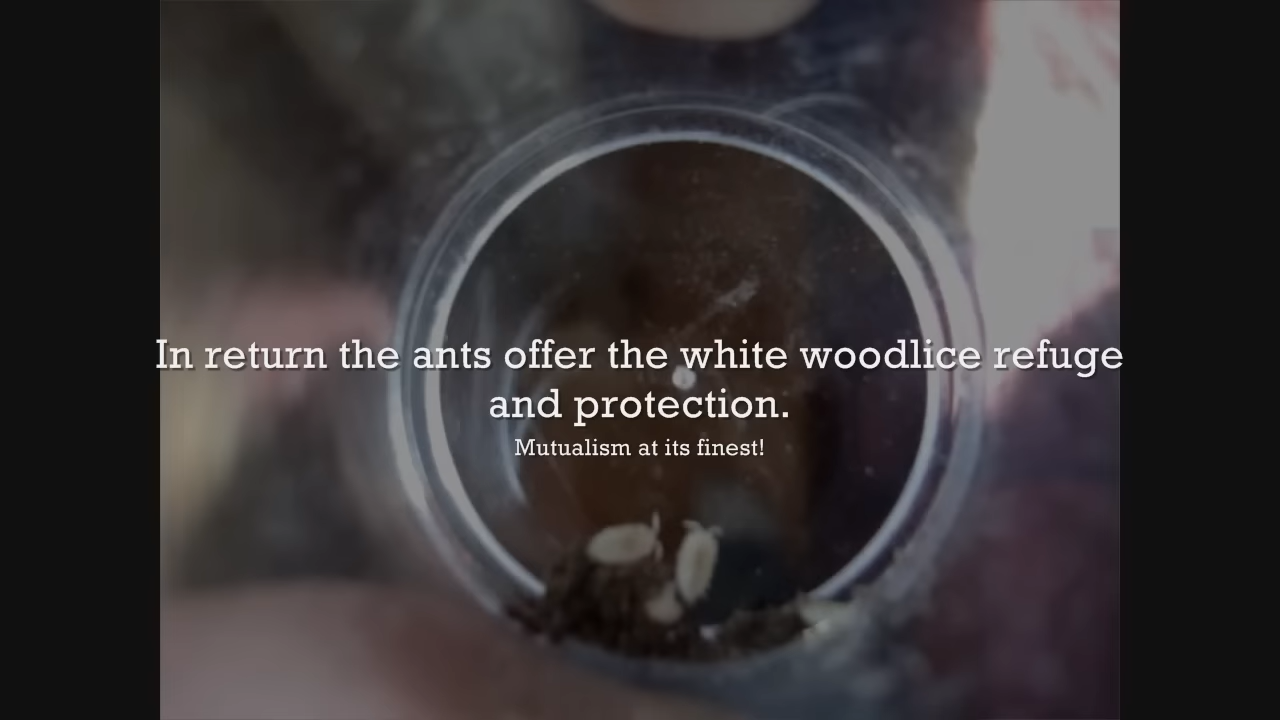 In return the ants offer the white woodlice refuge
and protection.
Mutualism at its finest!